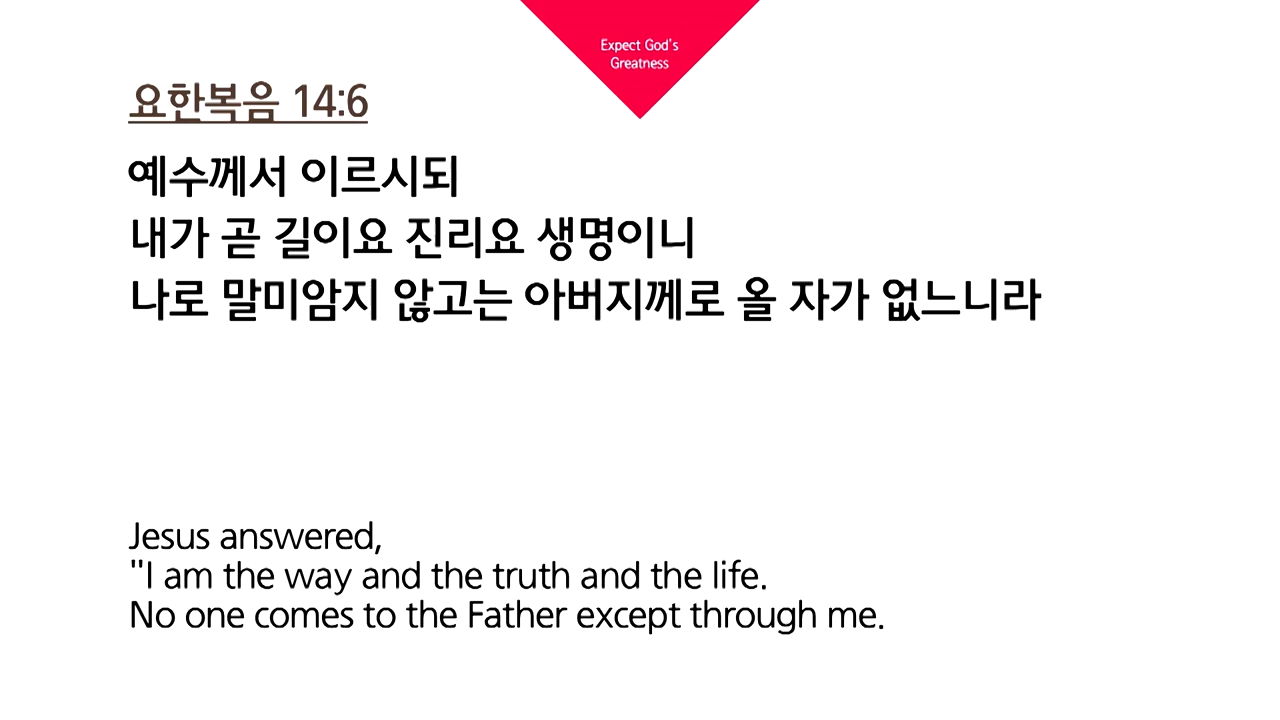 Expect God's
Greatness
요한복음 14:6
예수께서 이르시되
내가 곧 길이요 진리요 생명이니
나로 말미암지 않고는 아버지께로 올 자가 없느니라
Jesus answered,
"I am the way and the truth and the life.
No one comes to the Father except through me.